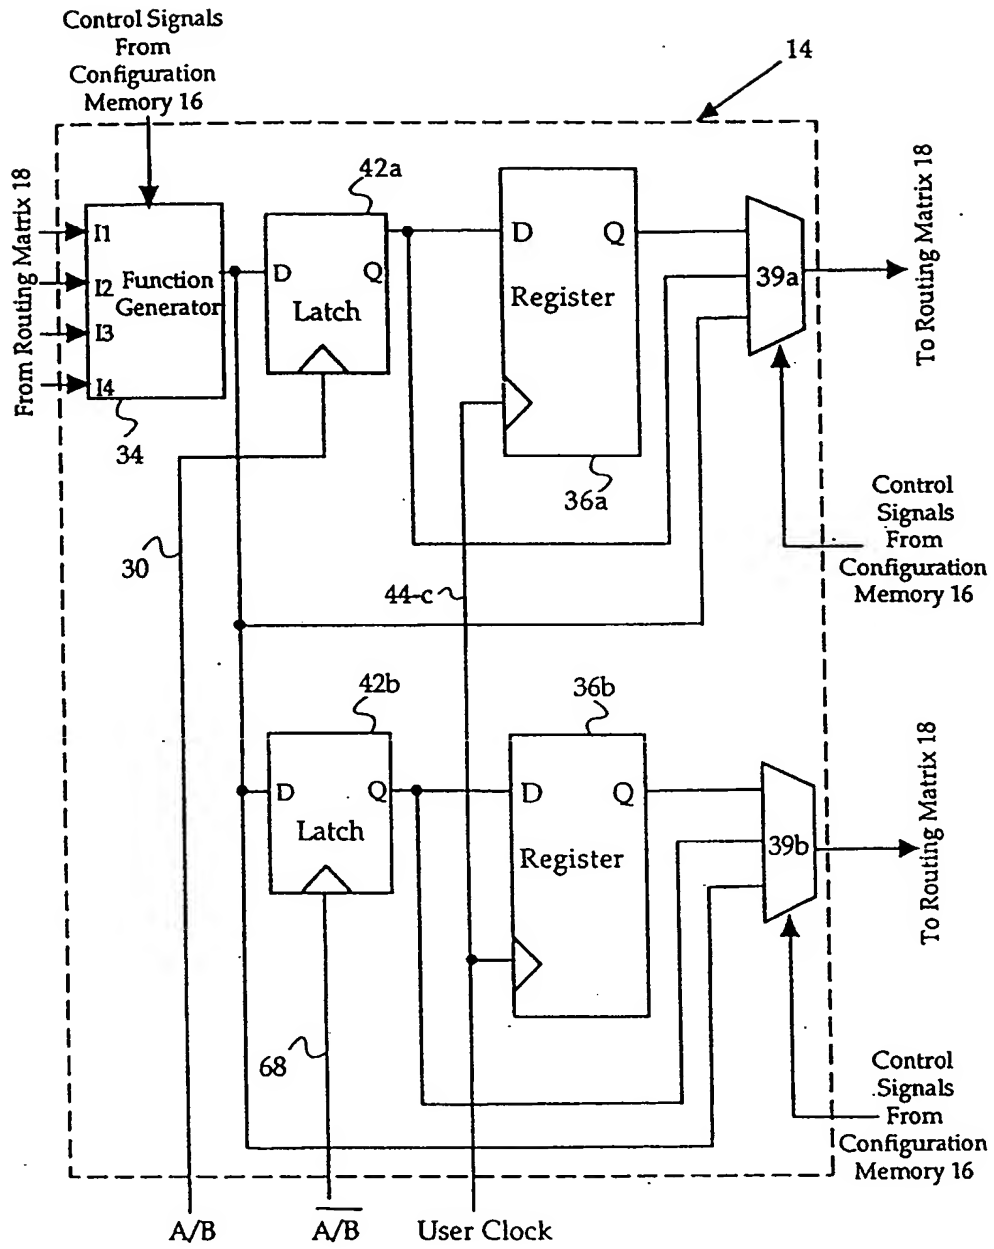 Control Signals
From
Configuration
Memory 16
14
From Routing Matrix 18
I1
I2
I3
I4
Function
Generator
34
42a
D
Q
Latch
D
Q
Register
36a
39a
To Routing Matrix 18
Control
Signals
From
Configuration
Memory 16
30
44-c
42b
D
Q
Latch
36b
D
Q
Register
39b
To Routing Matrix 18
68
Control
Signals
From
Configuration
Memory 16
A/B
A̅/̅B̅
User Clock